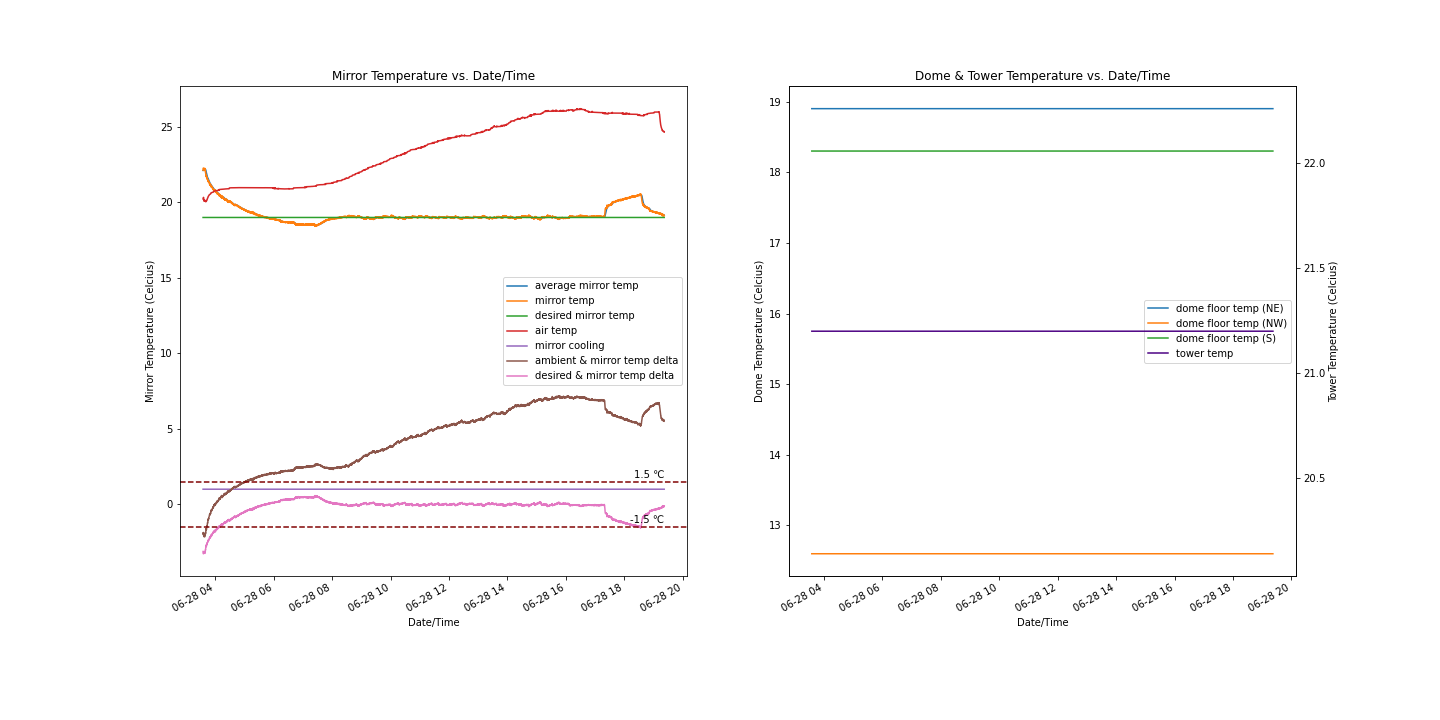 Mirror Temperature vs. Date/Time
Mirror Temperature (Celcius)
25
20
15
10
5
0
average mirror temp
mirror temp
desired mirror temp
air temp
mirror cooling
ambient & mirror temp delta
desired & mirror temp delta
1.5 °C
-1.5 °C
06-28 04
06-28 06
06-28 08
06-28 10
06-28 12
06-28 14
06-28 16
06-28 18
06-28 20
Date/Time
Dome & Tower Temperature vs. Date/Time
Dome Temperature (Celcius)
19
18
17
16
15
14
13
dome floor temp (NE)
dome floor temp (NW)
dome floor temp (S)
tower temp
22.0
21.5
21.0
20.5
Tower Temperature (Celcius)
06-28 04
06-28 06
06-28 08
06-28 10
06-28 12
06-28 14
06-28 16
06-28 18
06-28 20
Date/Time